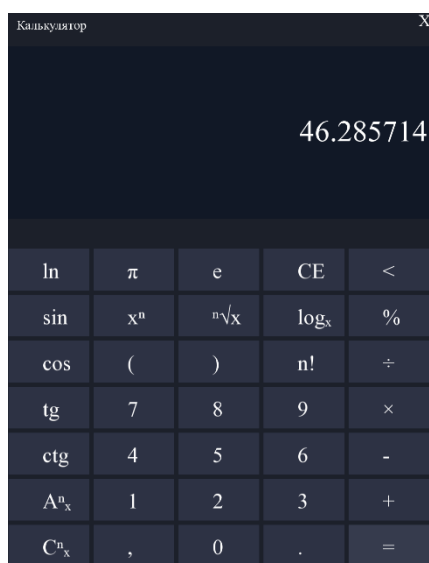 Калькулятор X
46.285714
ln π e CE <
sin xⁿ ⁿ√x logₓ %
cos ( ) n! ÷
tg 7 8 9 ×
ctg 4 5 6 -
Aⁿₓ 1 2 3 +
Cⁿₓ , 0 . =